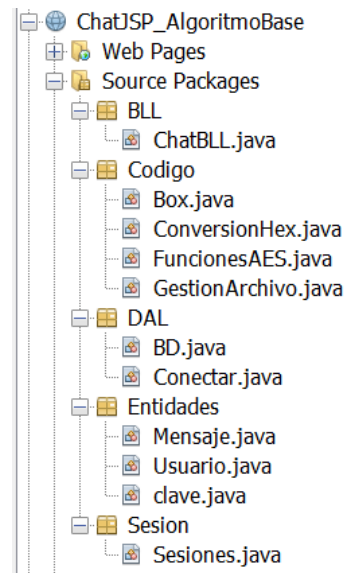 ChatJSP_AlgoritmoBase
Web Pages
Source Packages
BLL
ChatBLL.java
Codigo
Box.java
ConversionHex.java
FuncionesAES.java
GestionArchivo.java
DAL
BD.java
Conectar.java
Entidades
Mensaje.java
Usuario.java
clave.java
Sesion
Sesiones.java